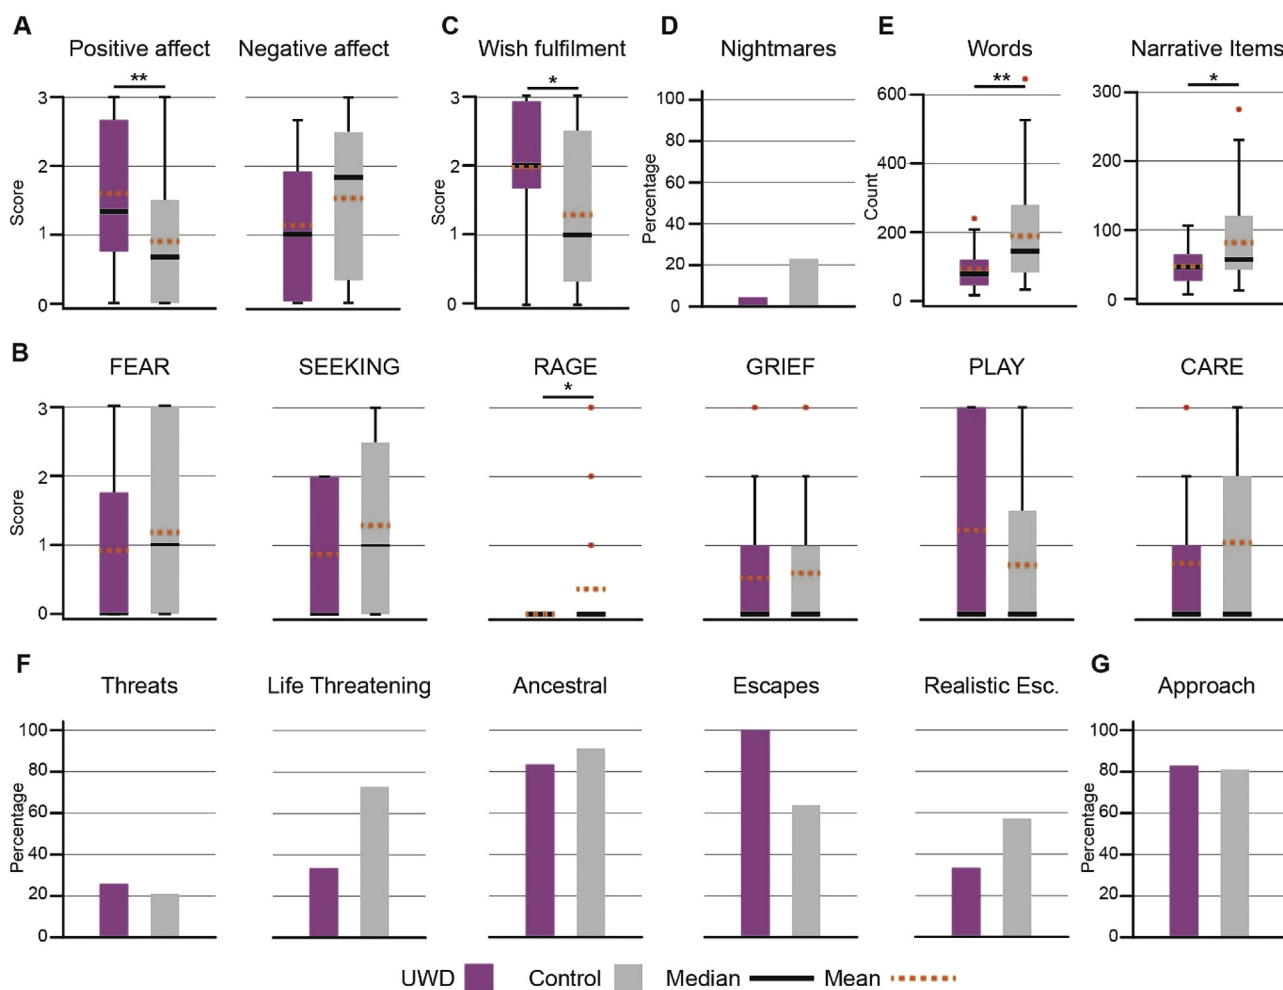 A C D E
Positive affect Negative affect Wish fulfilment Nightmares Words Narrative Items
** * ** *
3 3 100 600 300
80
2 2 60 400 200
Score Score Percentage Count
1 1 40 200 100
20
0 0 0 0 0
B
FEAR SEEKING RAGE GRIEF PLAY CARE
*
3
2
Score
1
0
F G
Threats Life Threatening Ancestral Escapes Realistic Esc. Approach
100 100
80 80
60 60
Percentage Percentage
40 40
20 20
0 0
UWD Control Median Mean